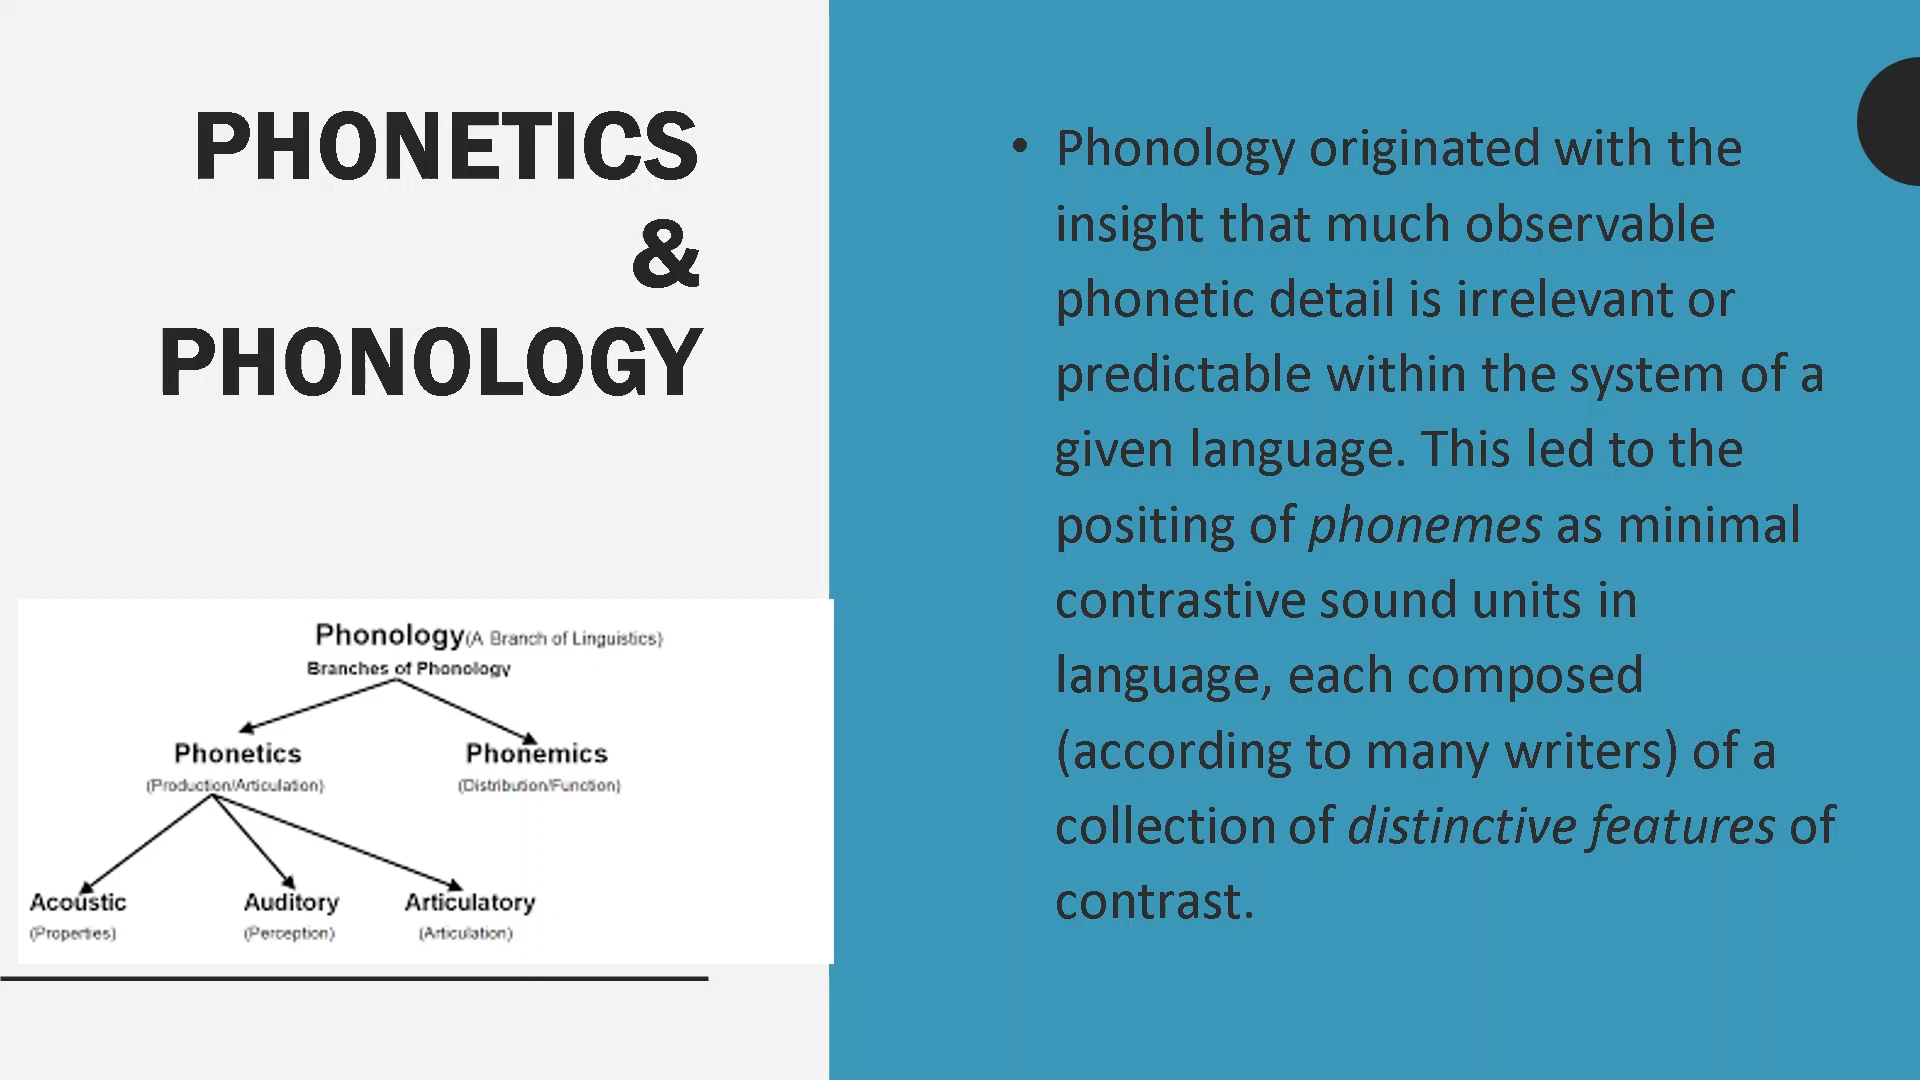 PHONETICS
&
PHONOLOGY
Phonology(A Branch of Linguistics)
Branches of Phonology
Phonetics
Phonemics
(Production/Articulation)
(Distribution/Function)
Acoustic
Auditory
Articulatory
(Properties)
(Perception)
(Articulation)
• Phonology originated with the
insight that much observable
phonetic detail is irrelevant or
predictable within the system of a
given language. This led to the
positing of phonemes as minimal
contrastive sound units in
language, each composed
(according to many writers) of a
collection of distinctive features of
contrast.